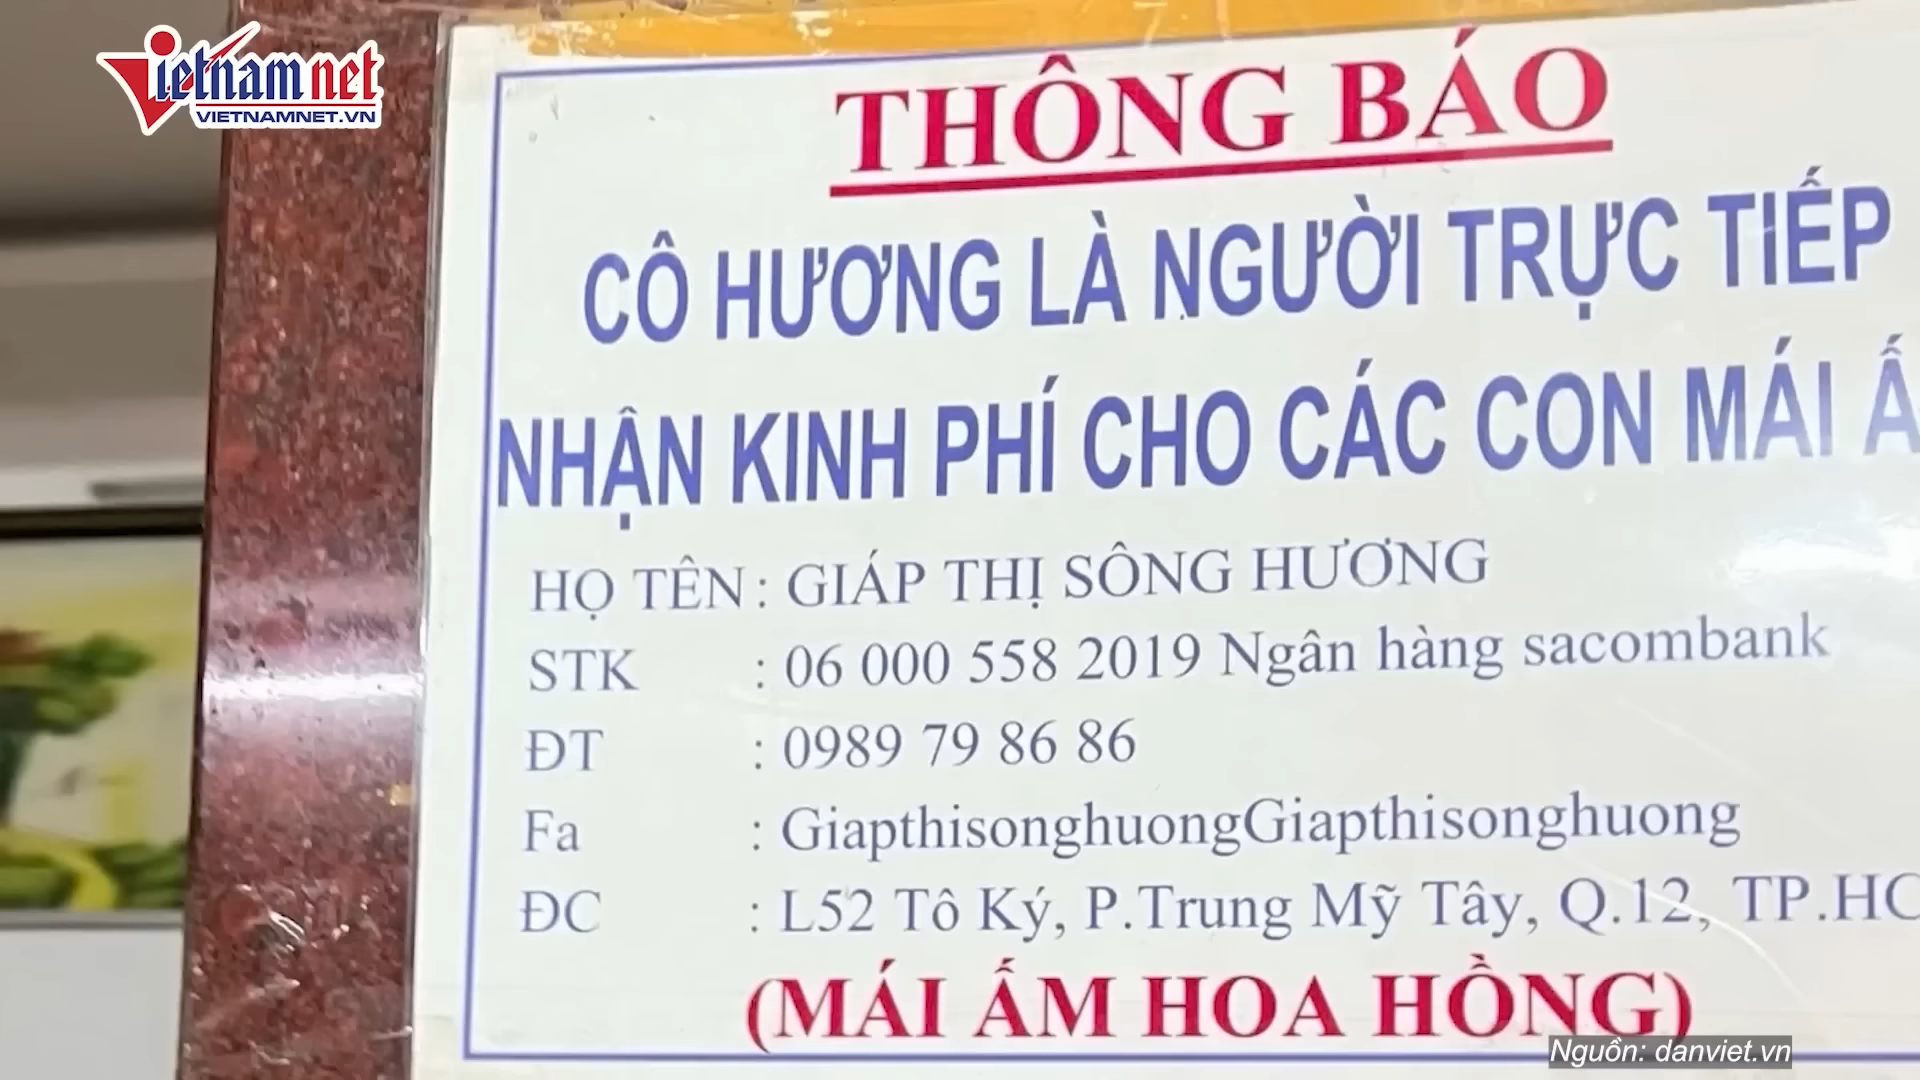 Vietnamnet
VIETNAMNET.VN
THÔNG BÁO
CÔ HƯƠNG LÀ NGƯỜI TRỰC TIẾP
NHẬN KINH PHÍ CHO CÁC CON MÁI Ấ
HỌ TÊN : GIÁP THỊ SÔNG HƯƠNG
STK : 06 000 558 2019 Ngân hàng sacombank
ĐT : 0989 79 86 86
Fa : GiapthisonghuongGiapthisonghuong
ĐC : L52 Tô Ký, P.Trung Mỹ Tây, Q.12, TP.HC
(MÁI ẤM HOA HỒNG)
Nguồn: danviet.vn